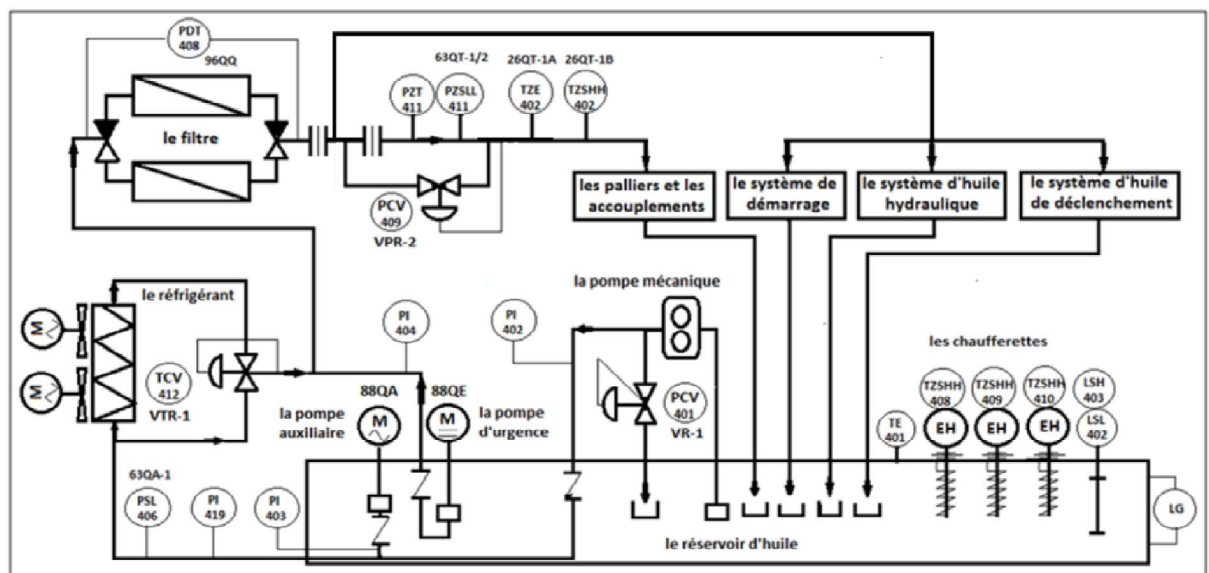 PDT
408
96QQ
le filtre
63QT-1/2
26QT-1A
26QT-1B
PZT
411
PZSLL
411
TZE
402
TZSHH
402
PCV
409
VPR-2
les palliers et les
accouplements
le système de
démarrage
le système d'huile
hydraulique
le système d'huile
de déclenchement
le réfrigérant
M
M
TCV
412
VTR-1
PI
404
PI
402
la pompe mécanique
88QA
88QE
M
M
la pompe
auxiliaire
la pompe
d'urgence
PCV
401
VR-1
les chaufferettes
TE
401
TZSHH
408
TZSHH
409
TZSHH
410
EH
EH
EH
LSH
403
LSL
402
LG
63QA-1
PSL
406
PI
419
PI
403
le réservoir d'huile